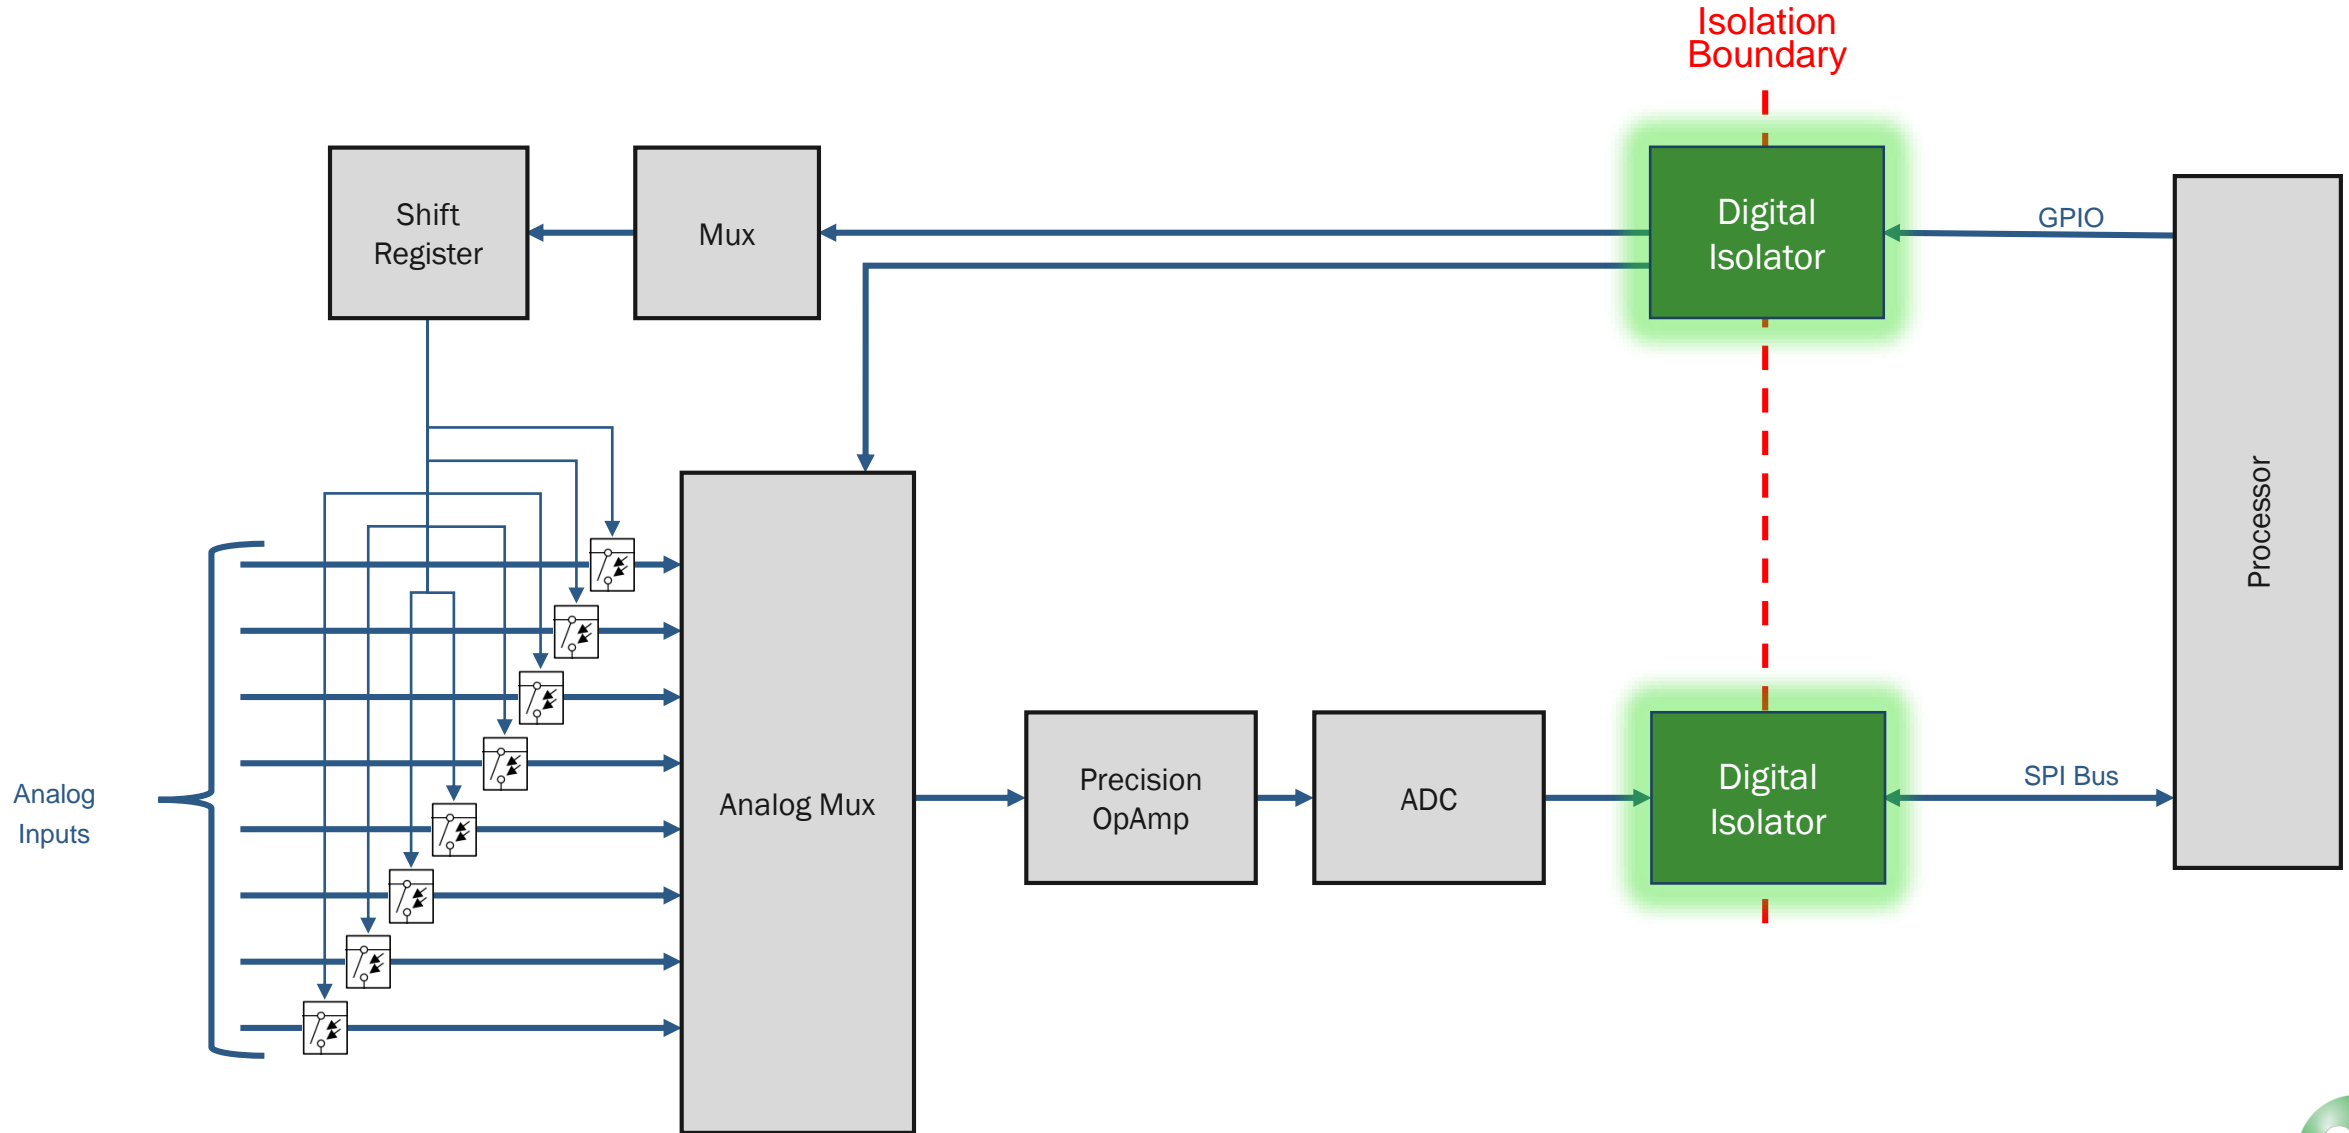 Isolation
Boundary
Shift
Register
Mux
Digital
Isolator
GPIO
Processor
Analog
Inputs
Analog Mux
Precision
OpAmp
ADC
Digital
Isolator
SPI Bus